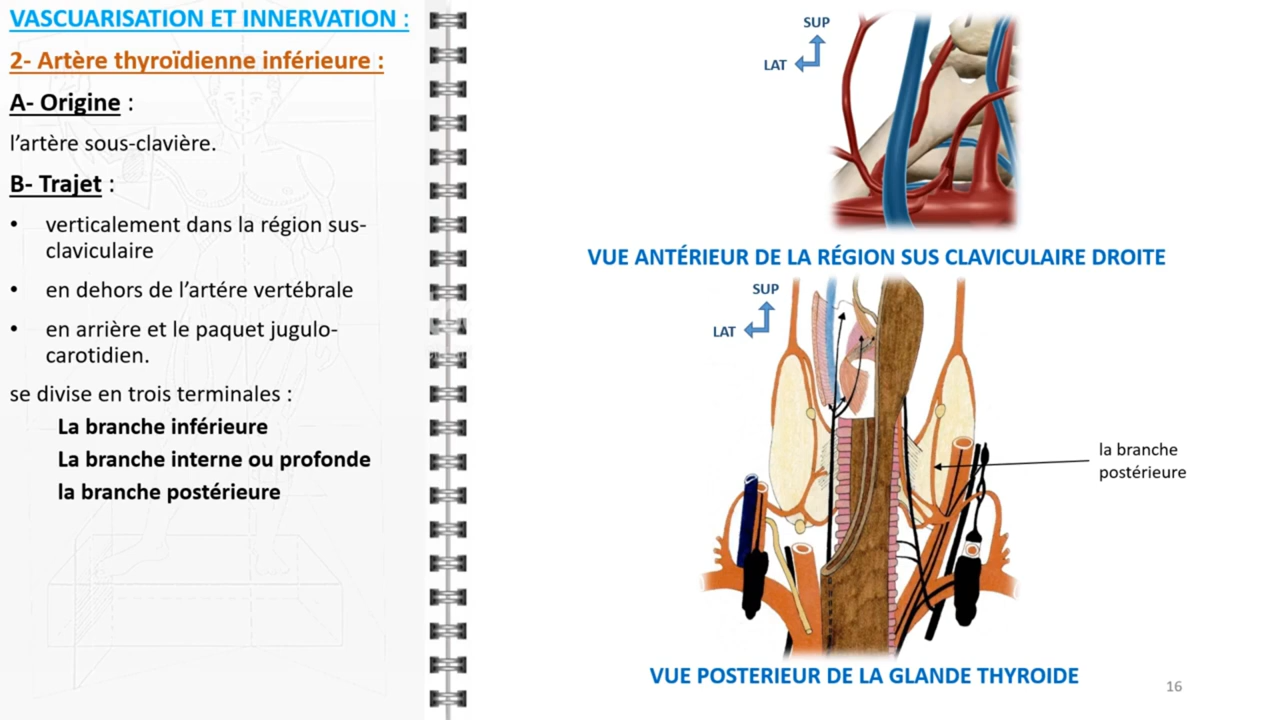 VASCUARISATION ET INNERVATION :
2- Artère thyroïdienne inférieure :
A- Origine :
l’artère sous-clavière.
B- Trajet :
• verticalement dans la région sus-
claviculaire
• en dehors de l’artére vertébrale
• en arrière et le paquet jugulo-
carotidien.
se divise en trois terminales :
La branche inférieure
La branche interne ou profonde
la branche postérieure
SUP
LAT
VUE ANTÉRIEUR DE LA RÉGION SUS CLAVICULAIRE DROITE
SUP
LAT
la branche
postérieure
VUE POSTERIEUR DE LA GLANDE THYROIDE
16